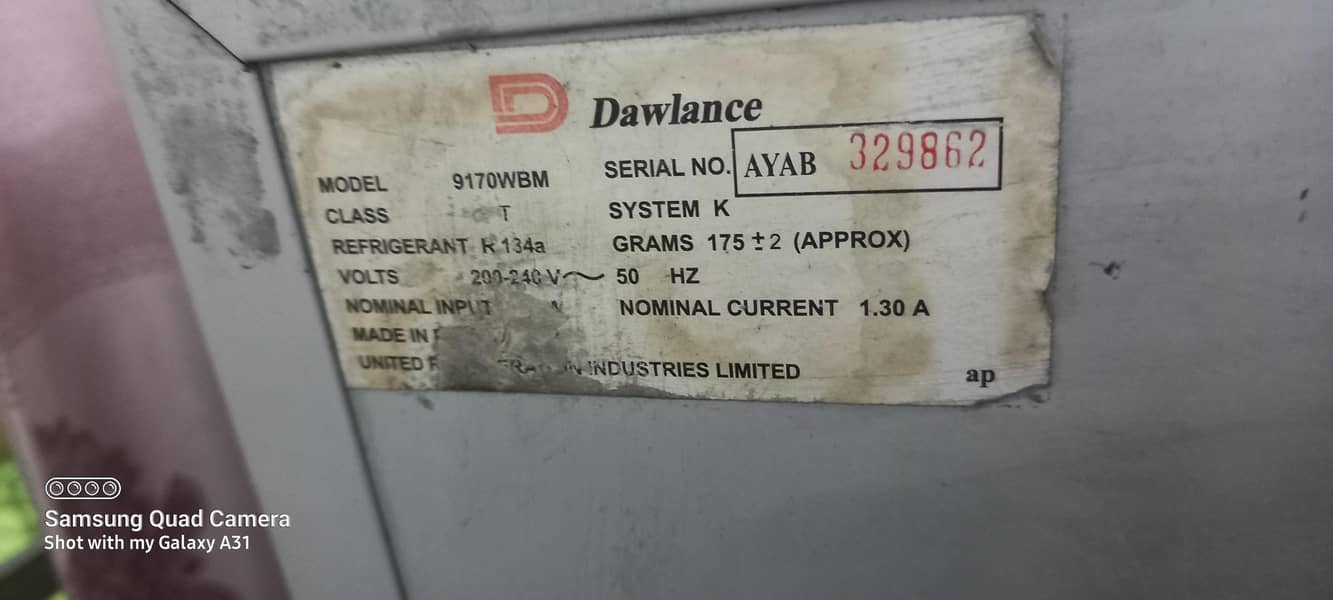 Dawlance
MODEL 9170WBM SERIAL NO. AYAB 329862
CLASS T SYSTEM K
REFRIGERANT R 134a GRAMS 175 ± 2 (APPROX)
VOLTS 200-240 V～ 50 HZ
NOMINAL INPUT NOMINAL CURRENT 1.30 A
MADE IN
UNITED INDUSTRIES LIMITED
ap
Samsung Quad Camera
Shot with my Galaxy A31